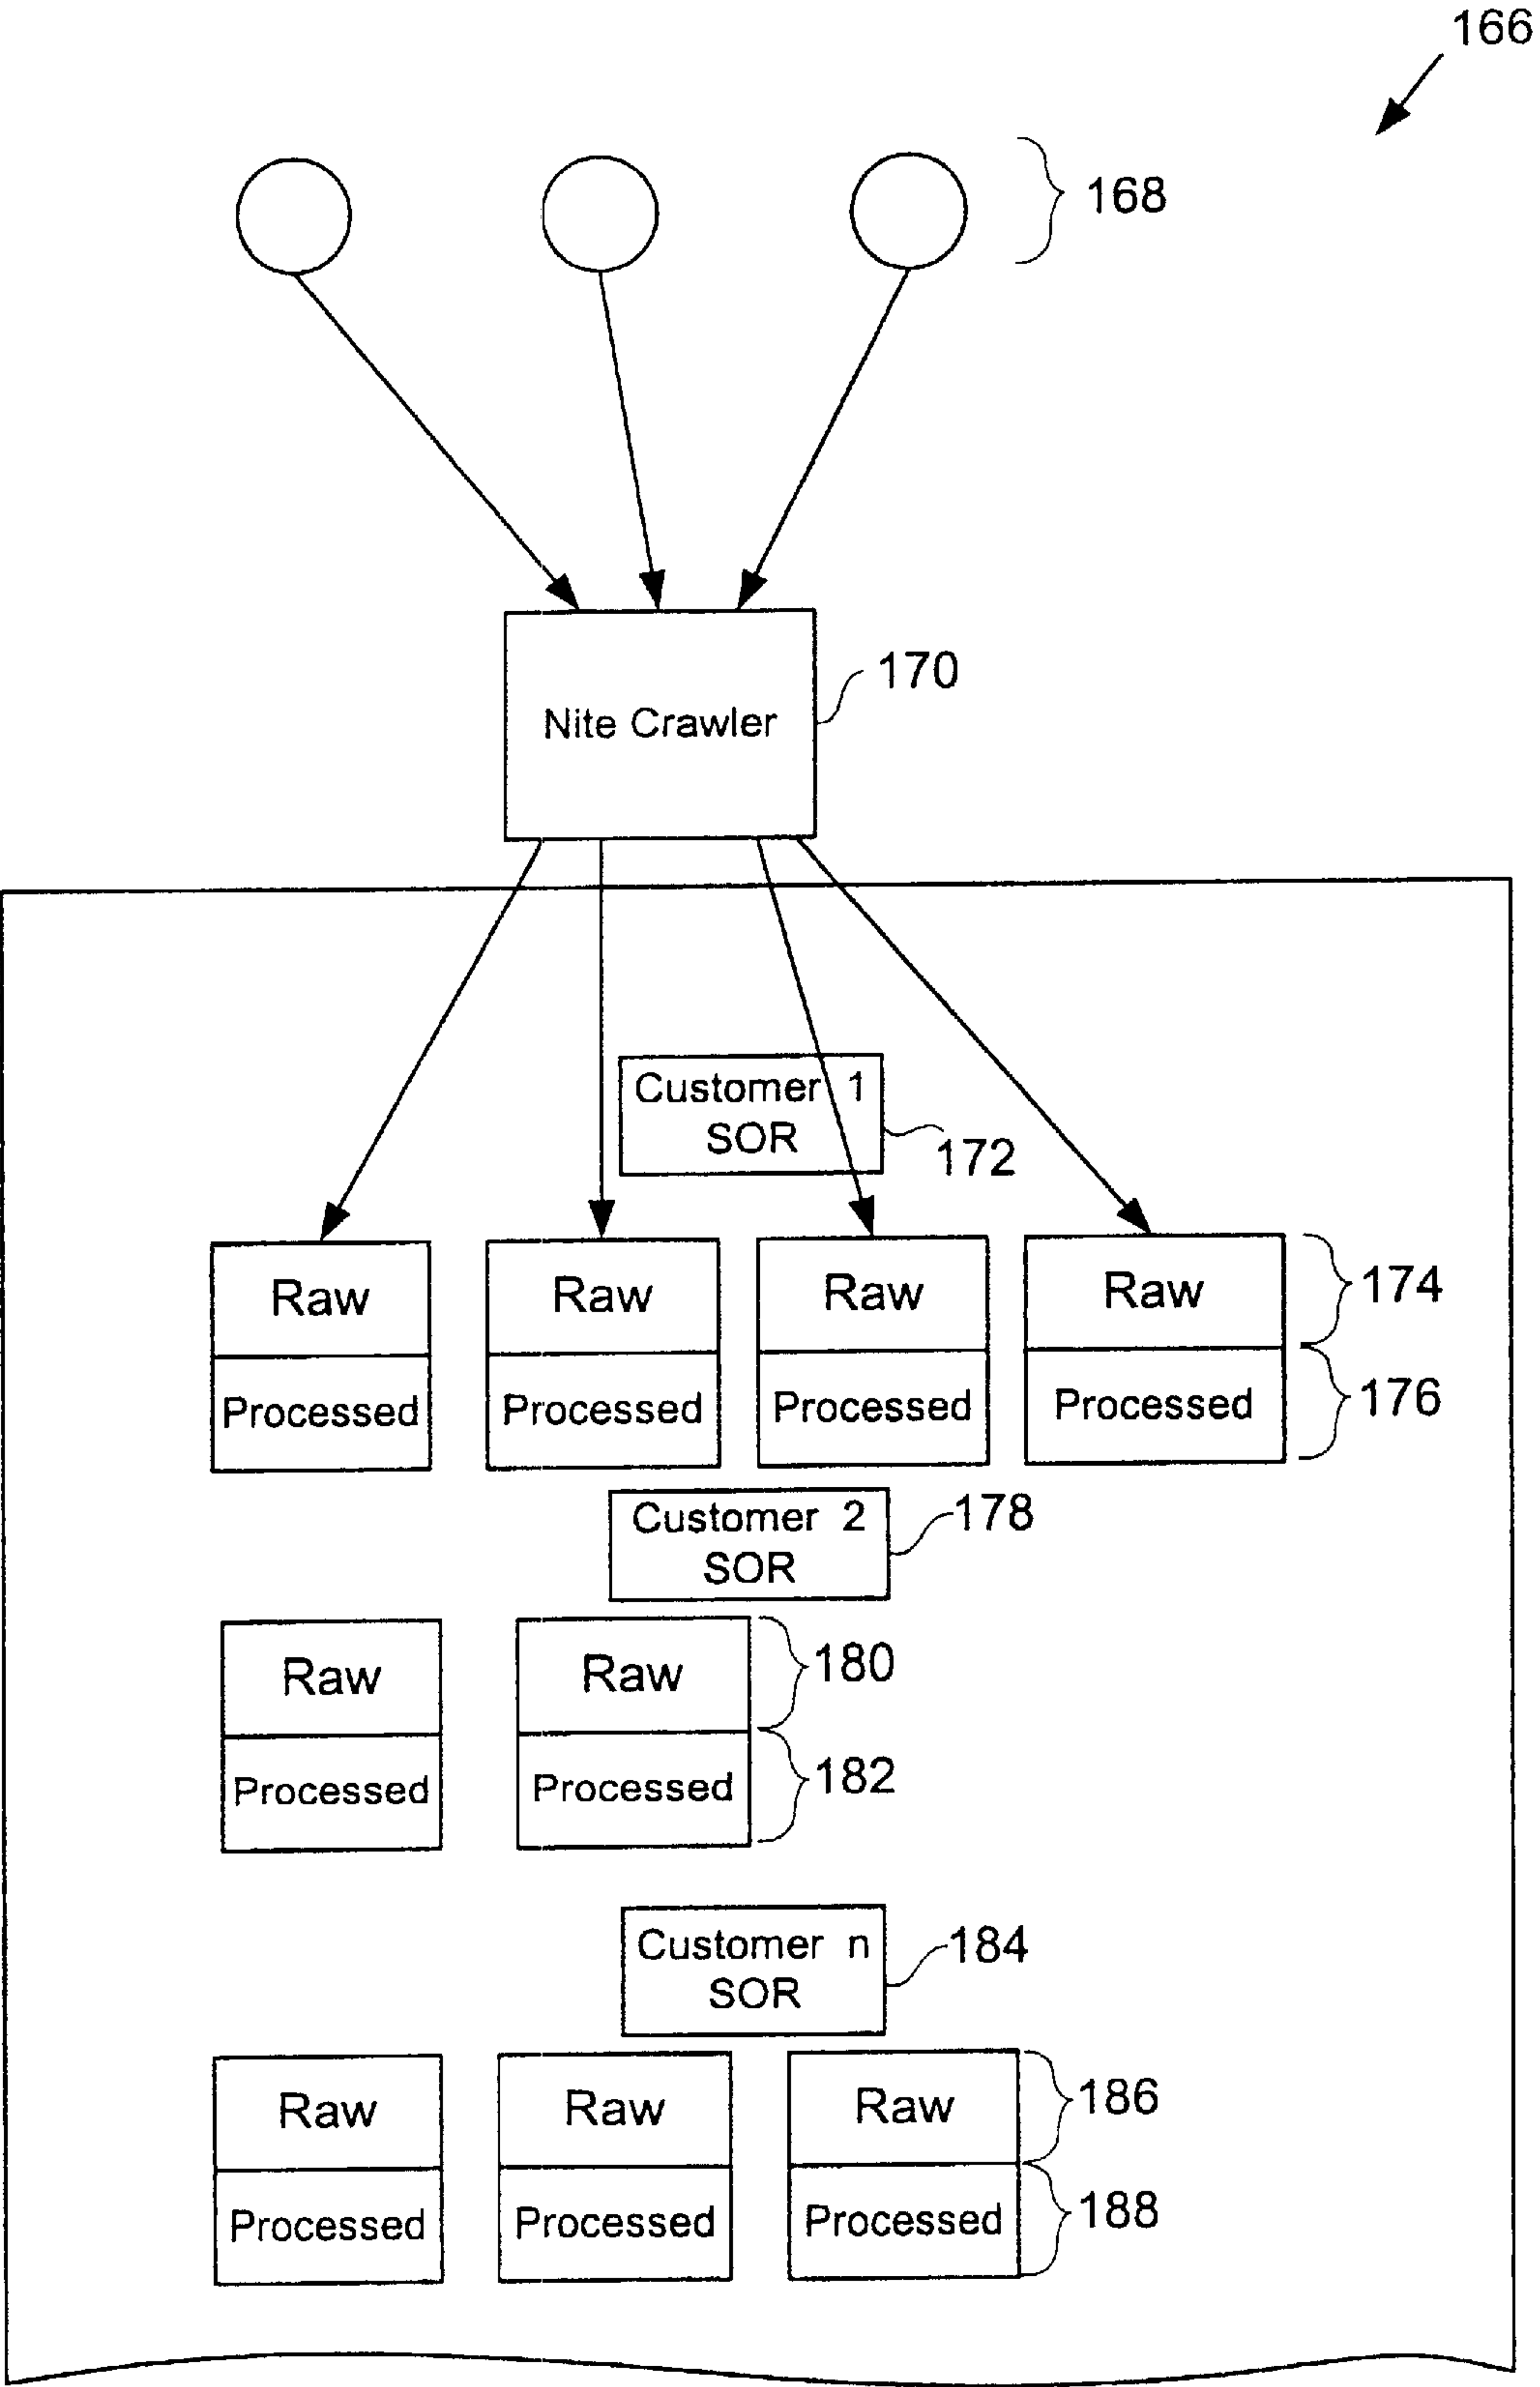 166
168
170
Nite Crawler
Customer 1
SOR
172
Raw Raw Raw Raw 174
Processed Processed Processed Processed 176
Customer 2
SOR
178
Raw Raw 180
Processed Processed 182
Customer n
SOR
184
Raw Raw Raw 186
Processed Processed Processed 188